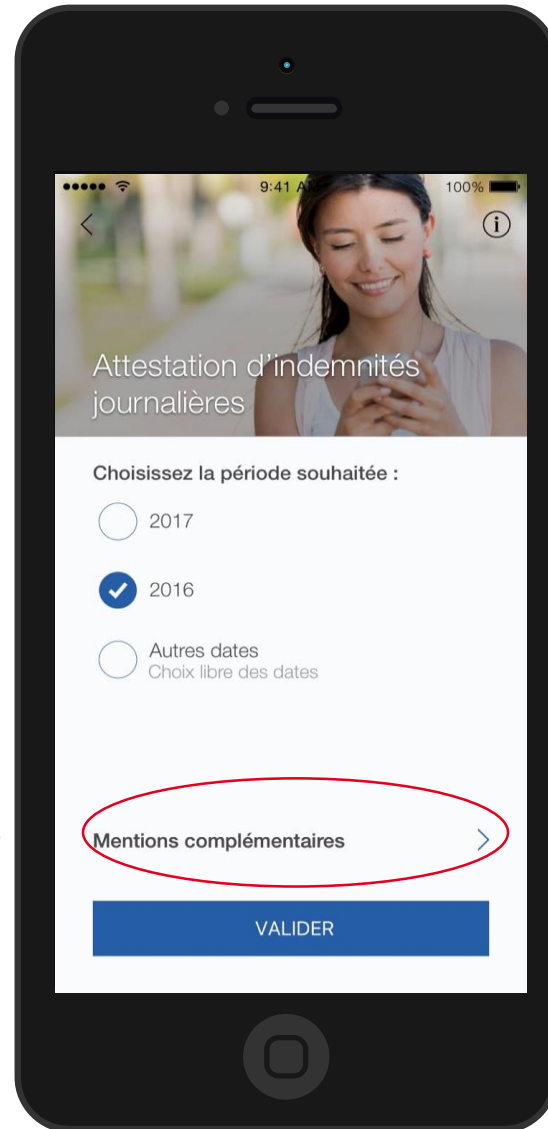 9:41 AM
100%
Attestation d’indemnités
journalières
Choisissez la période souhaitée :
2017
2016
Autres dates
Choix libre des dates
Mentions complémentaires
VALIDER